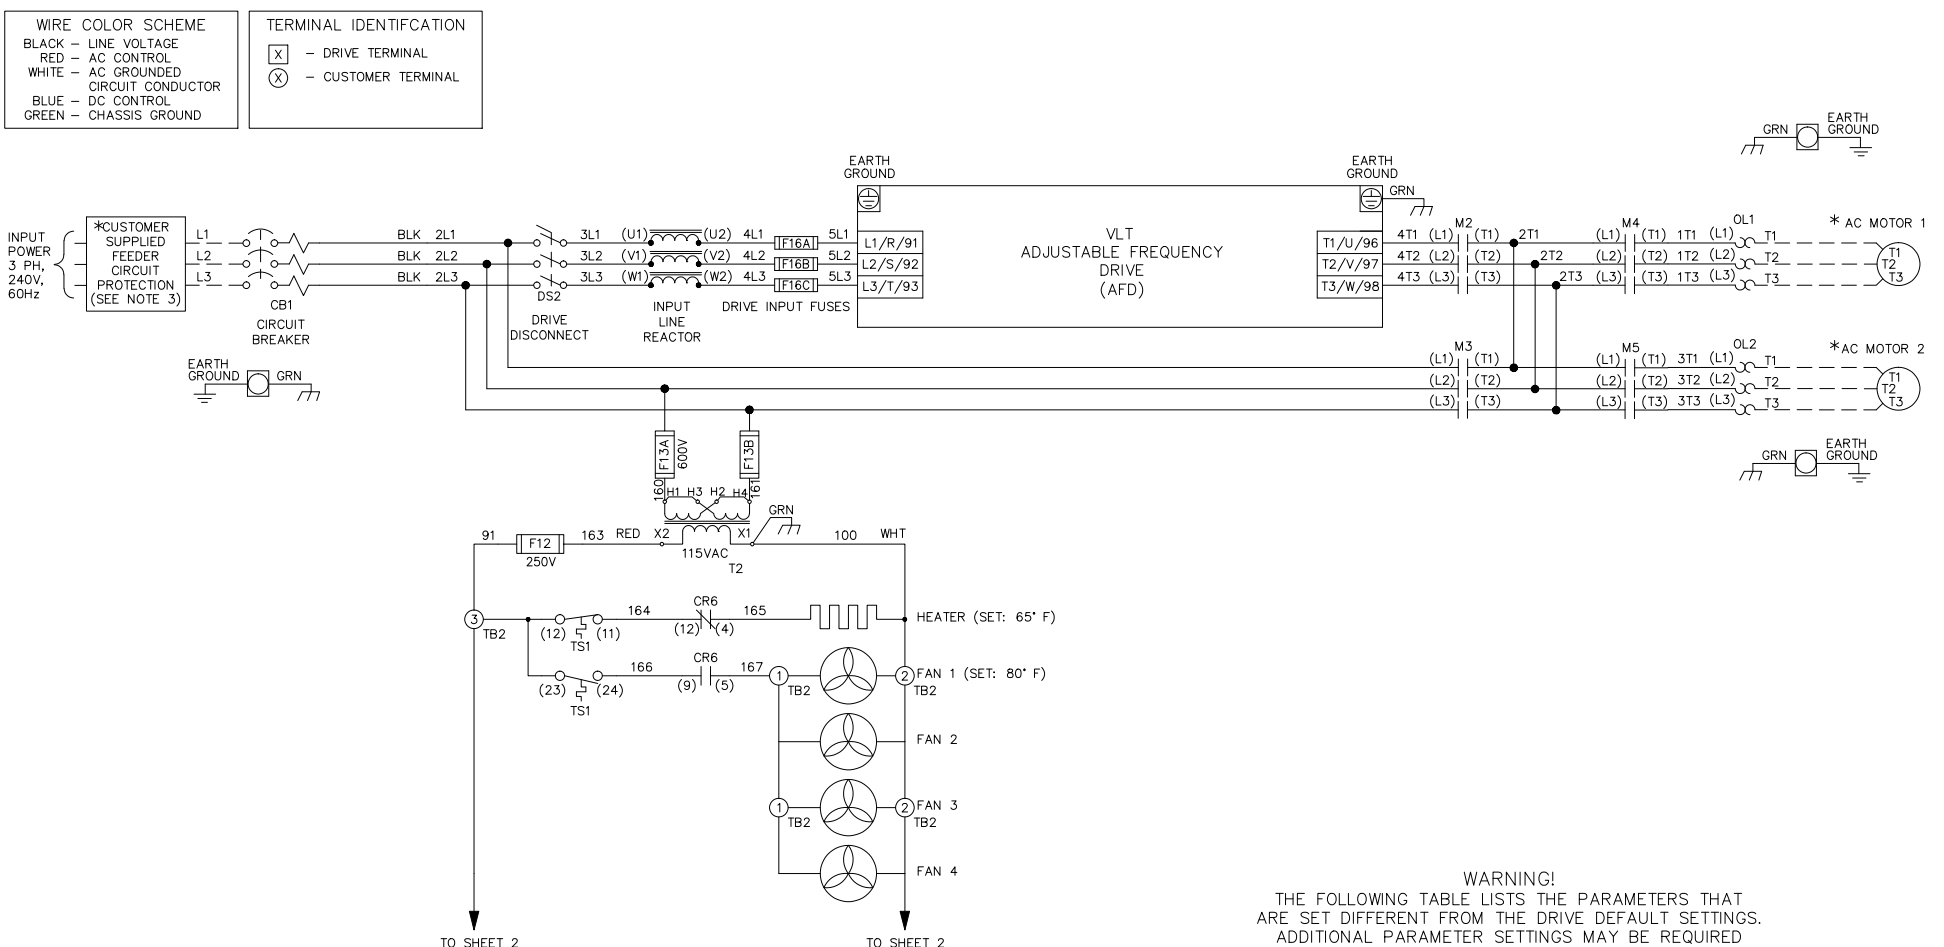 WIRE COLOR SCHEME
BLACK – LINE VOLTAGE
RED – AC CONTROL
WHITE – AC GROUNDED
CIRCUIT CONDUCTOR
BLUE – DC CONTROL
GREEN – CHASSIS GROUND
TERMINAL IDENTIFCATION
X – DRIVE TERMINAL
X – CUSTOMER TERMINAL
GRN
EARTH
GROUND
INPUT
POWER
3 PH,
240V,
60Hz
*CUSTOMER
SUPPLIED
FEEDER
CIRCUIT
PROTECTION
(SEE NOTE 3)
L1
L2
L3
CB1
CIRCUIT
BREAKER
BLK 2L1
BLK 2L2
BLK 2L3
DS2
DRIVE
DISCONNECT
3L1 (U1) (U2) 4L1 F16A 5L1
3L2 (V1) (V2) 4L2 F16B 5L2
3L3 (W1) (W2) 4L3 F16C 5L3
INPUT
LINE
REACTOR
DRIVE INPUT FUSES
EARTH
GROUND
L1/R/91
L2/S/92
L3/T/93
VLT
ADJUSTABLE FREQUENCY
DRIVE
(AFD)
EARTH
GROUND
GRN
T1/U/96
T2/V/97
T3/W/98
M2 M4 OL1
4T1 (L1) (T1) 2T1 (L1) (T1) 1T1 (L1) T1
4T2 (L2) (T2) 2T2 (L2) (T2) 1T2 (L2) T2
4T3 (L3) (T3) 2T3 (L3) (T3) 1T3 (L3) T3
* AC MOTOR 1
T1
T2
T3
M3 M5 OL2
(L1) (T1) (L1) (T1) 3T1 (L1) T1
(L2) (T2) (L2) (T2) 3T2 (L2) T2
(L3) (T3) (L3) (T3) 3T3 (L3) T3
*AC MOTOR 2
T1
T2
T3
EARTH
GROUND
GRN
GRN
EARTH
GROUND
F13A
600V
F13B
160
161
H1 H3 H2 H4
GRN
91 F12 163 RED X2 X1 100 WHT
250V
115VAC
T2
3
TB2
(12) (11)
TS1
164
CR6
(12) (4)
165
HEATER (SET: 65° F)
(23) (24)
TS1
166
CR6
(9) (5)
167
1
TB2
2
TB2
FAN 1 (SET: 80° F)
FAN 2
1
TB2
2
TB2
FAN 3
FAN 4
TO SHEET 2
TO SHEET 2
WARNING!
THE FOLLOWING TABLE LISTS THE PARAMETERS THAT
ARE SET DIFFERENT FROM THE DRIVE DEFAULT SETTINGS.
ADDITIONAL PARAMETER SETTINGS MAY BE REQUIRED